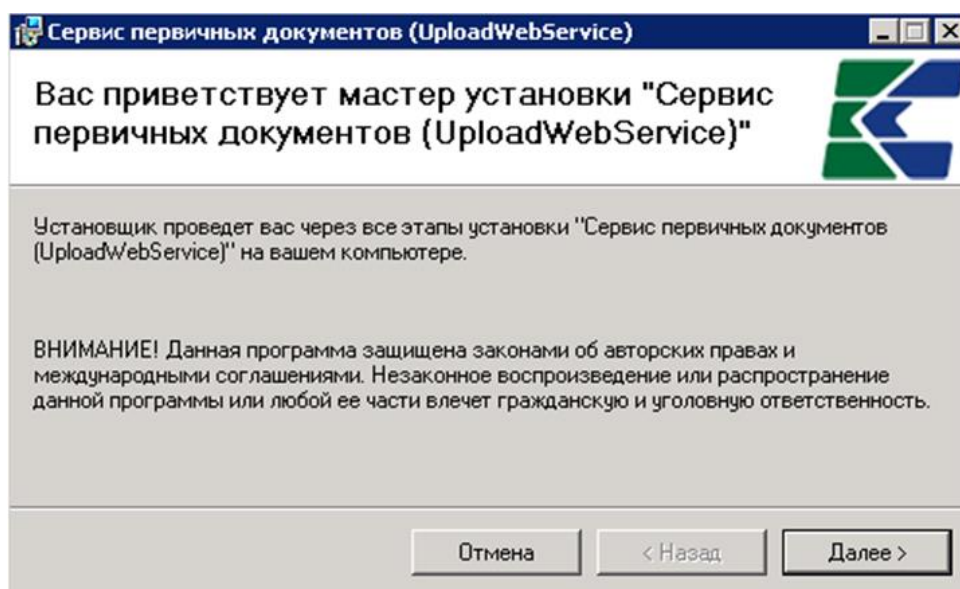 Сервис первичных документов (UploadWebService)
Вас приветствует мастер установки "Сервис
первичных документов (UploadWebService)"
Установщик проведет вас через все этапы установки "Сервис первичных документов
(UploadWebService)" на вашем компьютере.
ВНИМАНИЕ! Данная программа защищена законами об авторских правах и
международными соглашениями. Незаконное воспроизведение или распространение
данной программы или любой ее части влечет гражданскую и уголовную ответственность.
Отмена < Назад Далее >